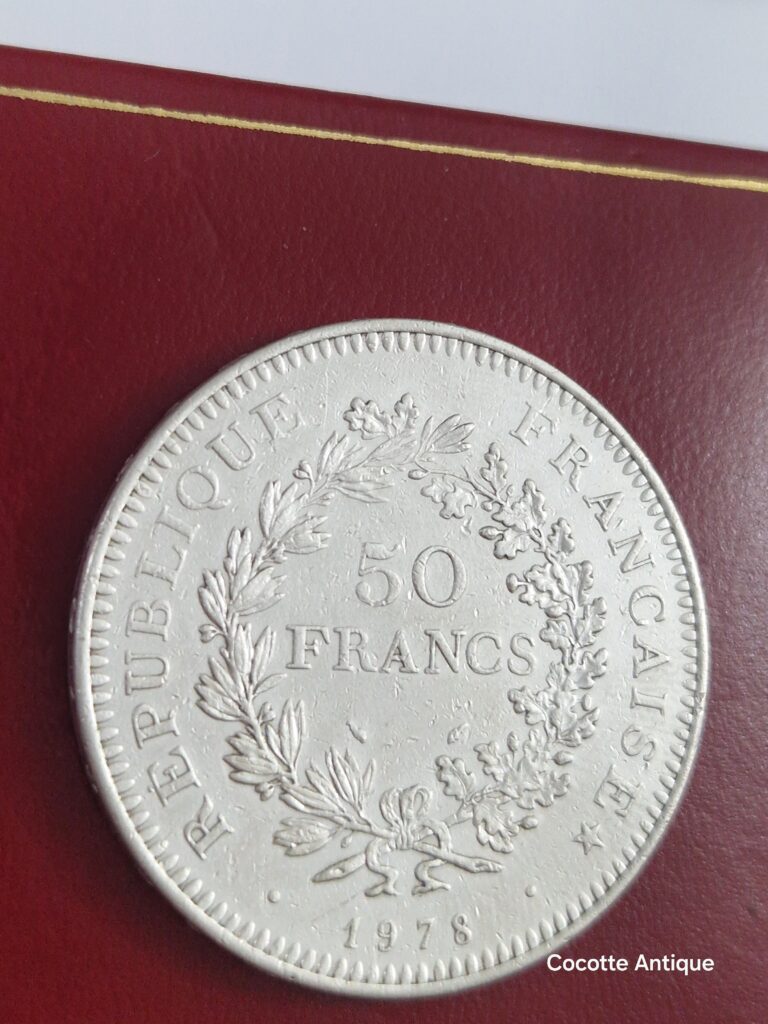 RÉPUBLIQUE FRANÇAISE
50
FRANCS
1978
Cocotte Antique